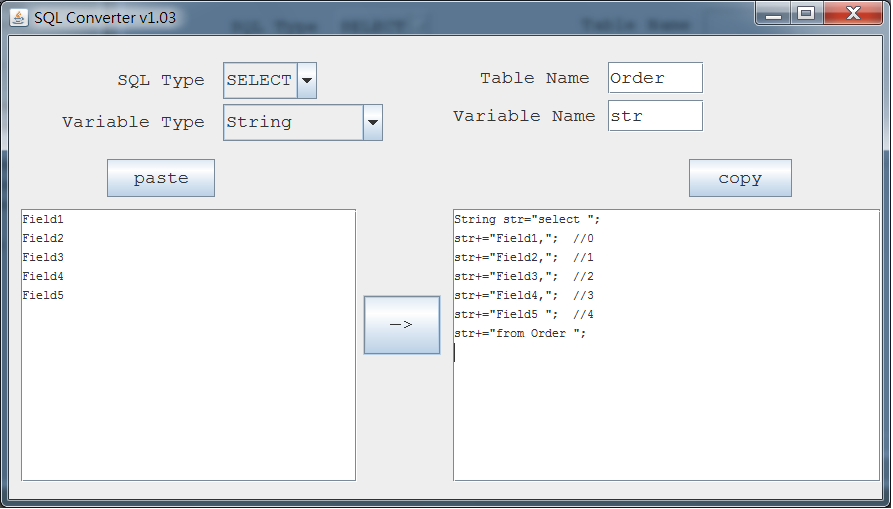 SQL Converter v1.03
SQL Type SELECT Table Name Order
Variable Type String Variable Name str
paste copy
Field1
Field2
Field3
Field4
Field5
-->
String str="select ";
str+="Field1,";  //0
str+="Field2,";  //1
str+="Field3,";  //2
str+="Field4,";  //3
str+="Field5 ";  //4
str+="from Order ";